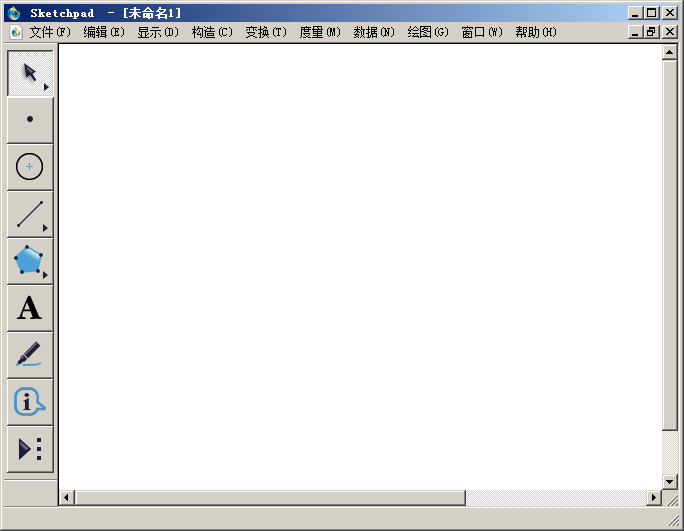 Sketchpad - [未命名1]
文件(F) 编辑(E) 显示(D) 构造(C) 变换(T) 度量(M) 数据(N) 绘图(G) 窗口(W) 帮助(H)
A
i